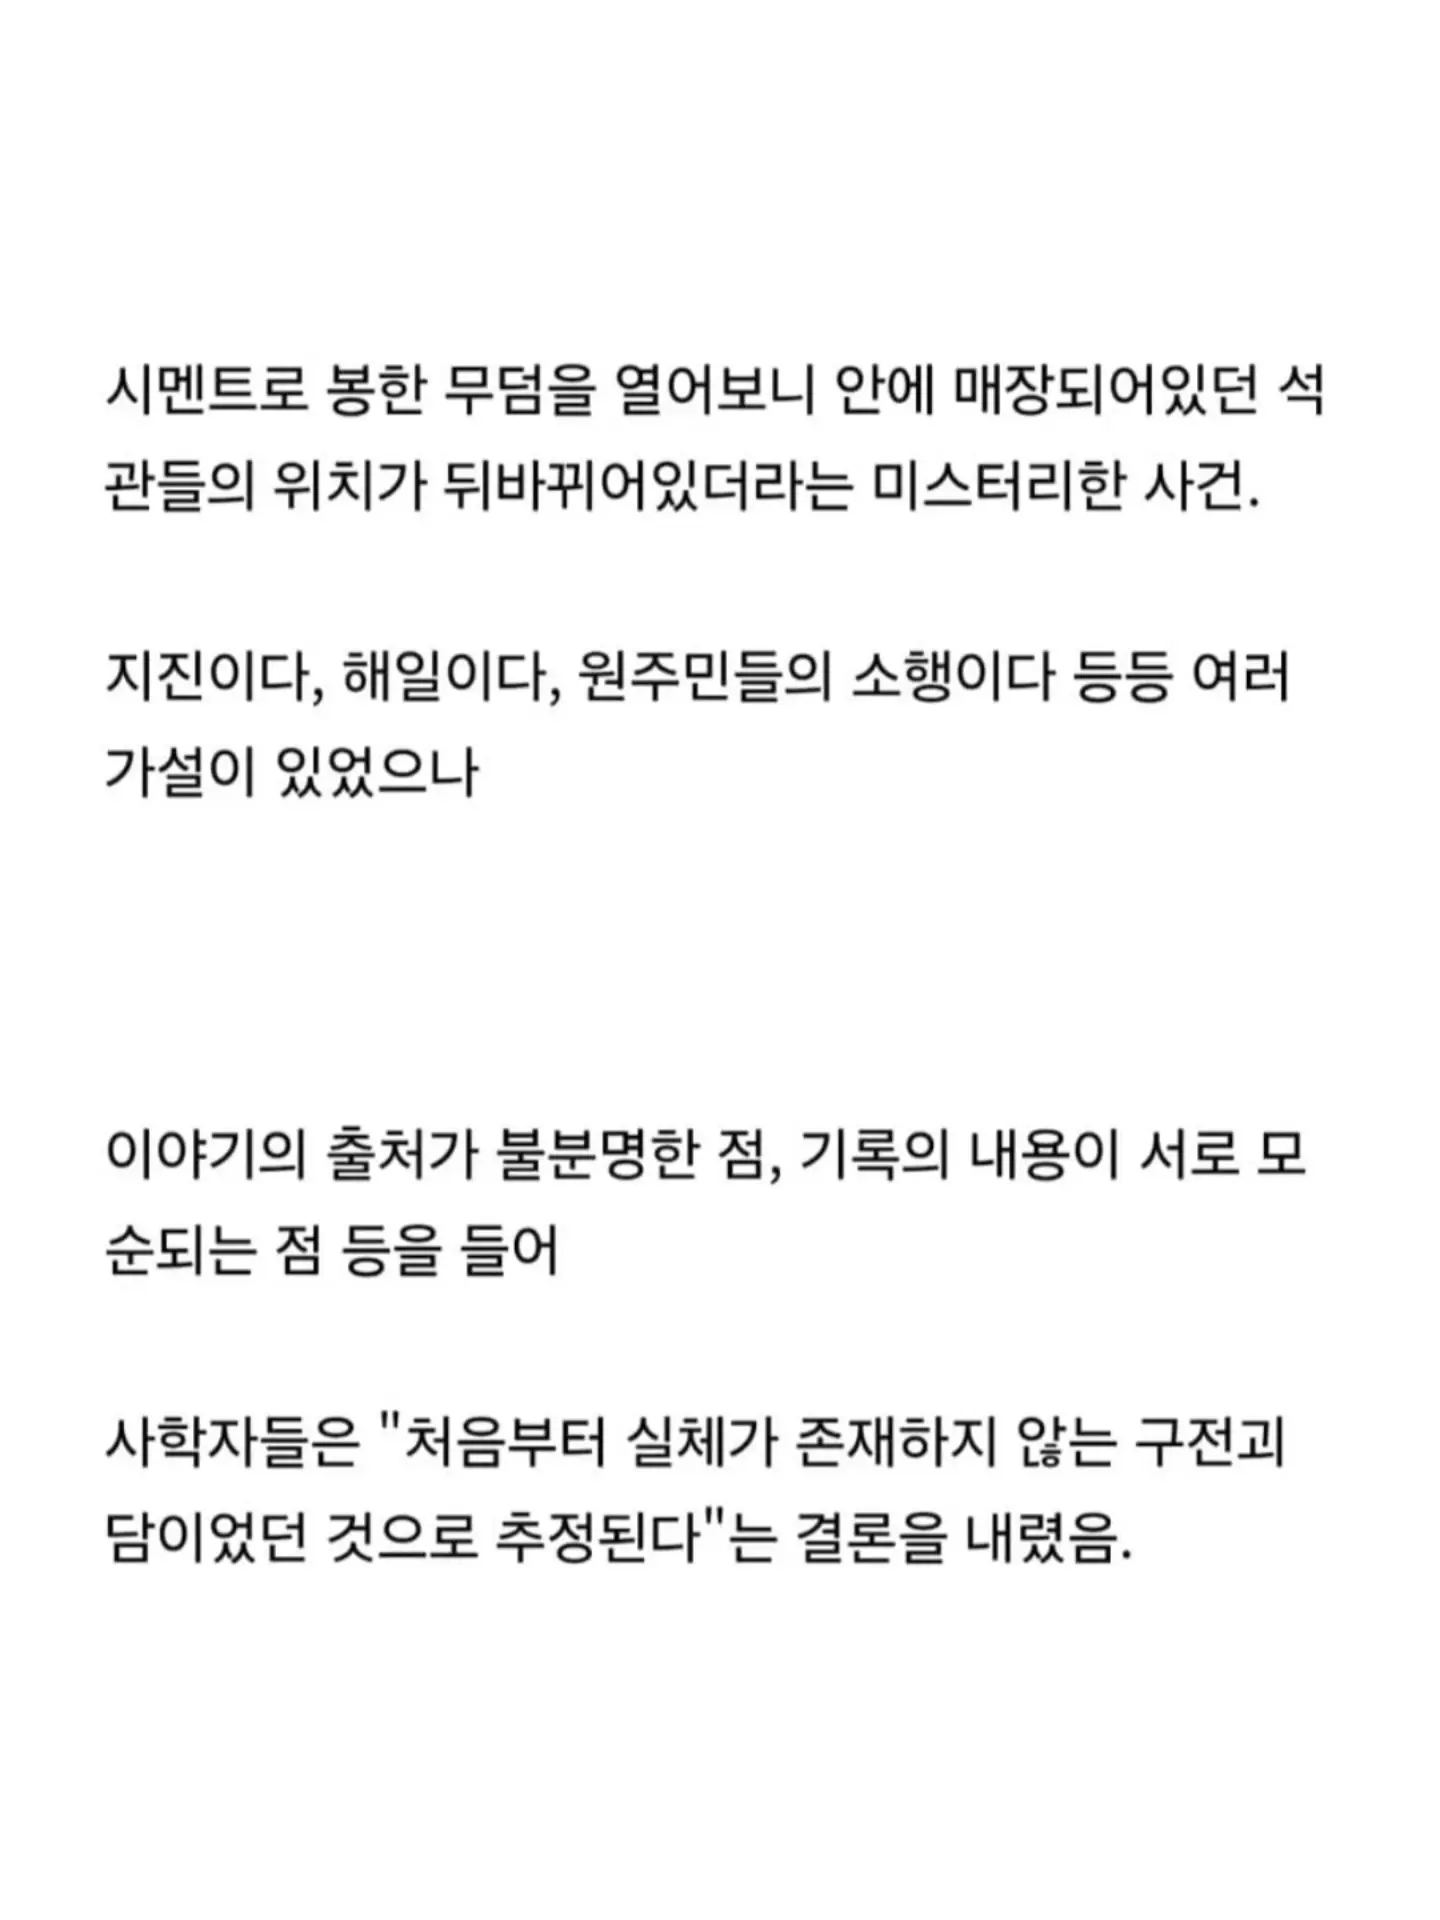 시멘트로 봉한 무덤을 열어보니 안에 매장되어있던 석
관들의 위치가 뒤바뀌어있더라는 미스터리한 사건.
지진이다, 해일이다, 원주민들의 소행이다 등등 여러
가설이 있었으나
이야기의 출처가 불분명한 점, 기록의 내용이 서로 모
순되는 점 등을 들어
사학자들은 "처음부터 실체가 존재하지 않는 구전괴
담이었던 것으로 추정된다"는 결론을 내렸음.